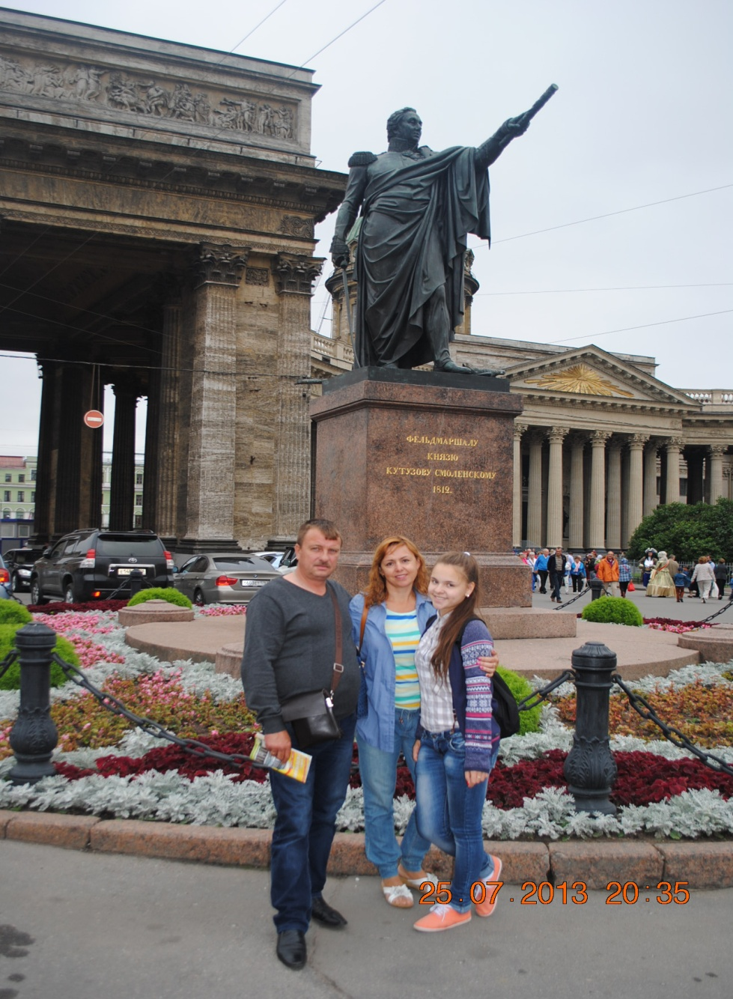 ФЕЛЬДМАРШАЛУ
КНЯЗЮ
КУТУЗОВУ СМОЛЕНСКОМУ
1812.
25.07.2013 20:35